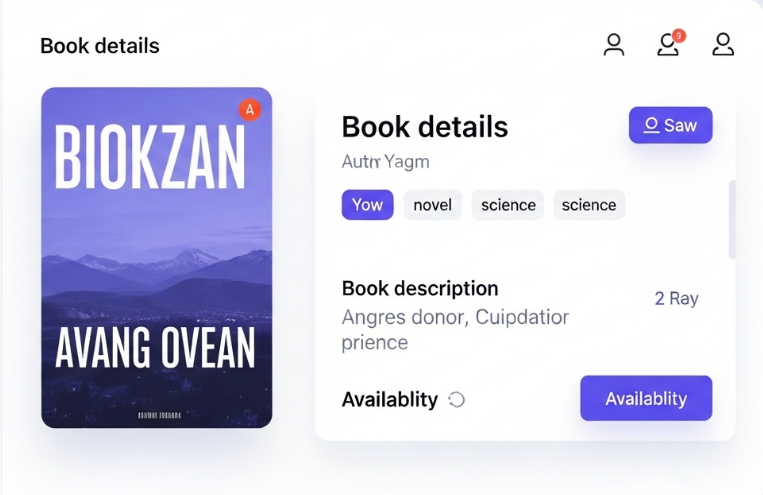 Book details
3
A
BIOKZAN
AVANG OVEAN
Book details
Saw
Autn Yagm
Yow novel science science
Book description
2 Ray
Angres donor, Cuipdatior
prience
Availablity
Availablity